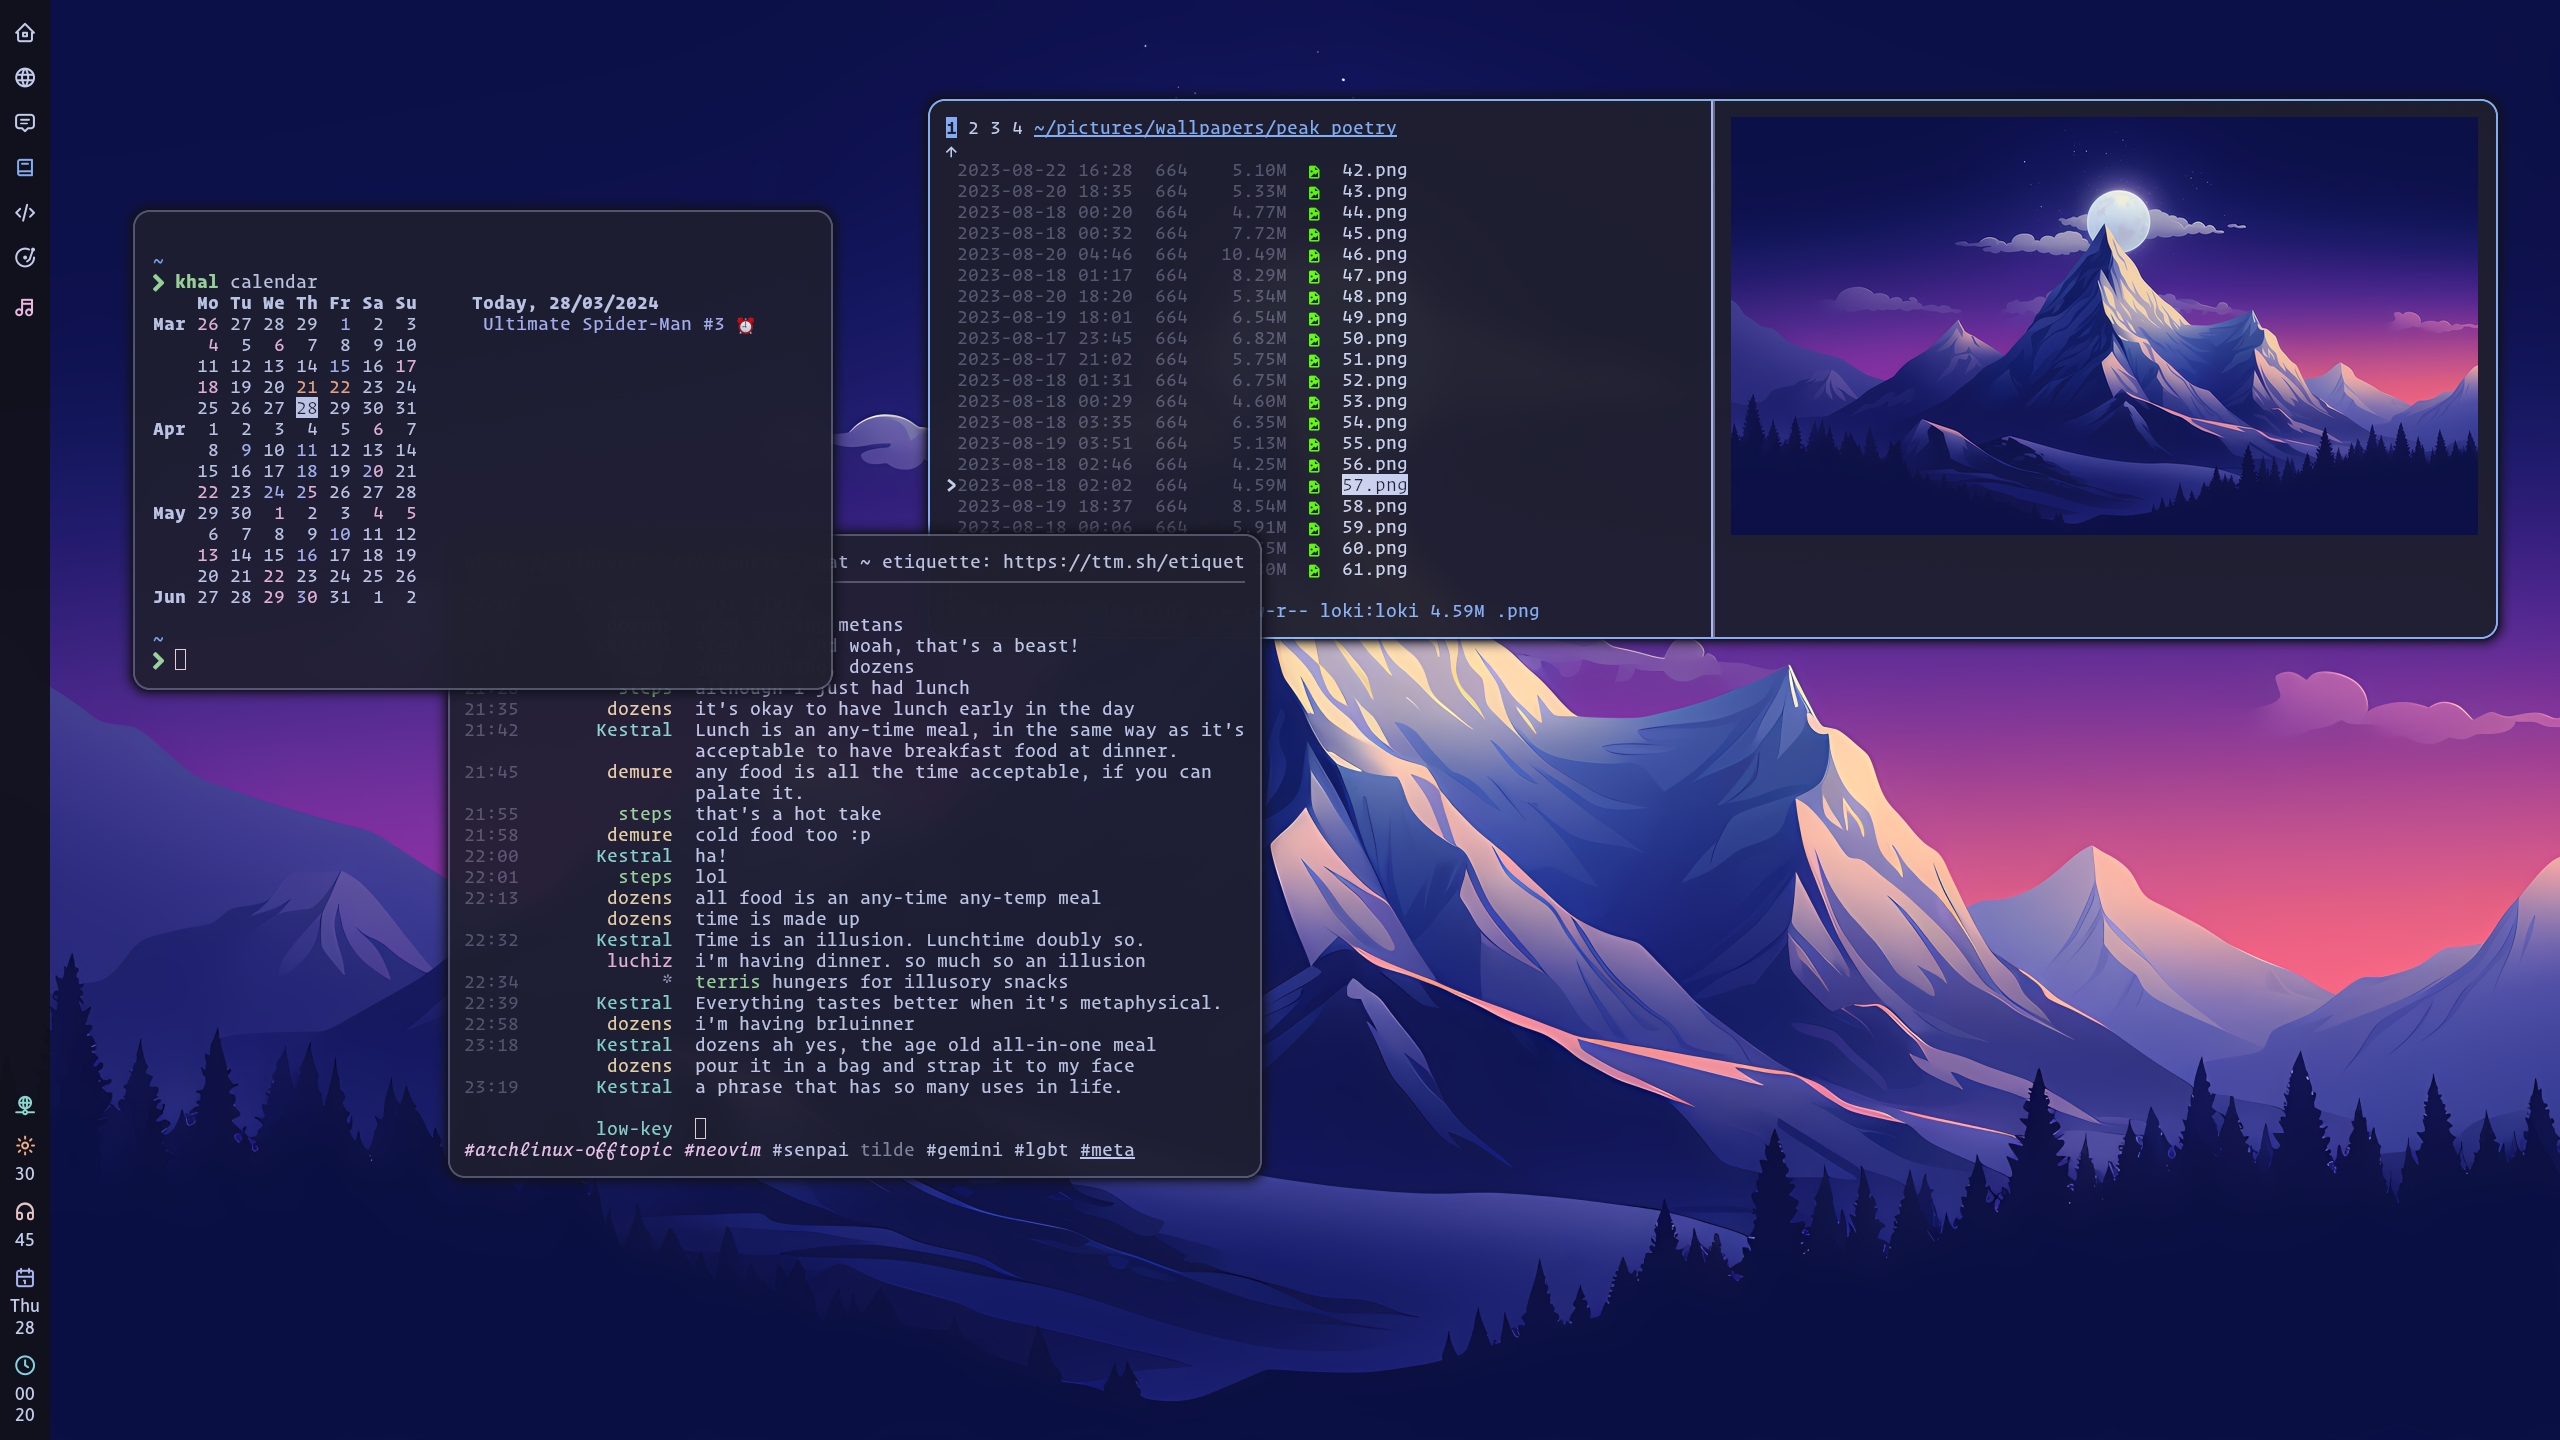 ~
khal calendar
Mo Tu We Th Fr Sa Su Today, 28/03/2024
Mar 26 27 28 29 1 2 3 Ultimate Spider-Man #3 ⏰
4 5 6 7 8 9 10
11 12 13 14 15 16 17
18 19 20 21 22 23 24
25 26 27 28 29 30 31
Apr 1 2 3 4 5 6 7
8 9 10 11 12 13 14
15 16 17 18 19 20 21
22 23 24 25 26 27 28
May 29 30 1 2 3 4 5
6 7 8 9 10 11 12
13 14 15 16 17 18 19
20 21 22 23 24 25 26
Jun 27 28 29 30 31 1 2
~
1 2 3 4 ~/pictures/wallpapers/peak_poetry
2023-08-22 16:28 664 5.10M 42.png
2023-08-20 18:35 664 5.33M 43.png
2023-08-18 00:20 664 4.77M 44.png
2023-08-18 00:32 664 7.72M 45.png
2023-08-20 04:46 664 10.49M 46.png
2023-08-18 01:17 664 8.29M 47.png
2023-08-20 18:20 664 5.34M 48.png
2023-08-19 18:01 664 6.54M 49.png
2023-08-17 23:45 664 6.82M 50.png
2023-08-17 21:02 664 5.75M 51.png
2023-08-18 01:31 664 6.75M 52.png
2023-08-18 00:29 664 4.60M 53.png
2023-08-18 03:35 664 6.35M 54.png
2023-08-19 03:51 664 5.13M 55.png
2023-08-18 02:46 664 4.25M 56.png
>2023-08-18 02:02 664 4.59M 57.png
2023-08-19 18:37 664 8.54M 58.png
2023-08-18 00:06 664 5.91M 59.png
5M 60.png
0M 61.png
-r-- loki:loki 4.59M .png
at ~ etiquette: https://ttm.sh/etiquet
metans
d woah, that's a beast!
dozens
steps although i just had lunch
21:35 dozens it's okay to have lunch early in the day
21:42 Kestral Lunch is an any-time meal, in the same way as it's
acceptable to have breakfast food at dinner.
21:45 demure any food is all the time acceptable, if you can
palate it.
21:55 steps that's a hot take
21:58 demure cold food too :p
22:00 Kestral ha!
22:01 steps lol
22:13 dozens all food is an any-time any-temp meal
dozens time is made up
22:32 Kestral Time is an illusion. Lunchtime doubly so.
luchiz i'm having dinner. so much so an illusion
22:34 * terris hungers for illusory snacks
22:39 Kestral Everything tastes better when it's metaphysical.
22:58 dozens i'm having brluinner
23:18 Kestral dozens ah yes, the age old all-in-one meal
dozens pour it in a bag and strap it to my face
23:19 Kestral a phrase that has so many uses in life.
low-key
#archlinux-offtopic #neovim #senpai tilde #gemini #lgbt #meta
30
45
Thu
28
00
20